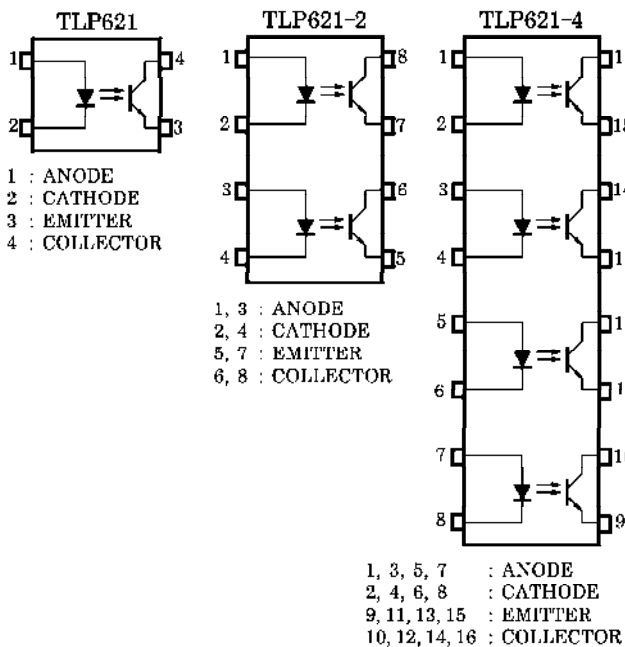 TLP621
1
4
2
3
1 : ANODE
2 : CATHODE
3 : EMITTER
4 : COLLECTOR
TLP621-2
1
8
2
7
3
6
4
5
1, 3 : ANODE
2, 4 : CATHODE
5, 7 : EMITTER
6, 8 : COLLECTOR
TLP621-4
1
2
3
14
4
5
6
7
8
9
1, 3, 5, 7 : ANODE
2, 4, 6, 8 : CATHODE
9, 11, 13, 15 : EMITTER
10, 12, 14, 16 : COLLECTOR